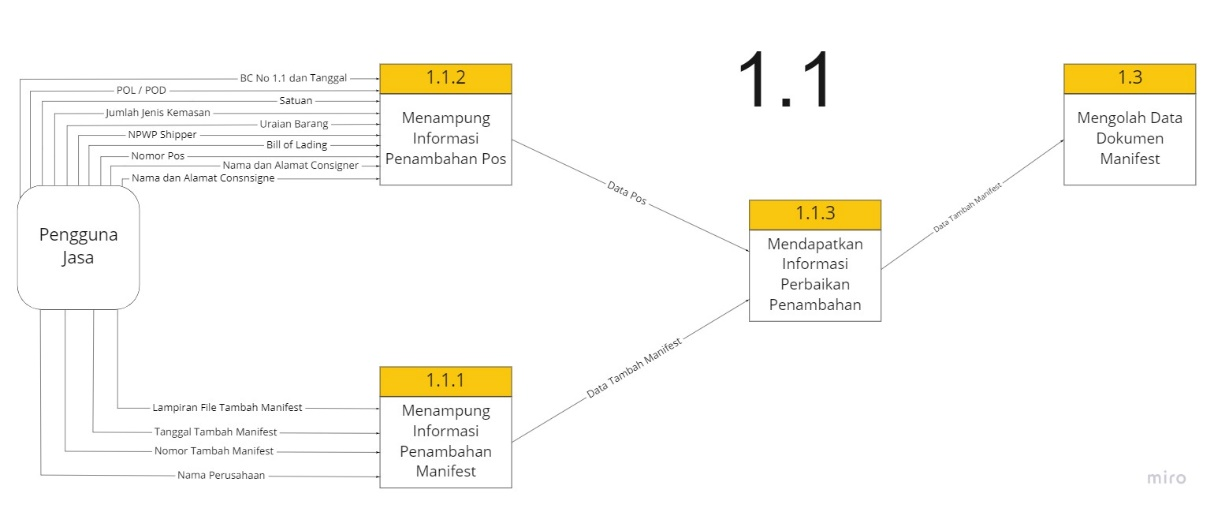 1.1
BC No 1.1 dan Tanggal
POL / POD
Satuan
Jumlah Jenis Kemasan
Uraian Barang
NPWP Shipper
Bill of Lading
Nomor Pos
Nama dan Alamat Consigner
Nama dan Alamat Consnsigne
1.1.2
Menampung
Informasi
Penambahan Pos
Pengguna
Jasa
Data Pos
1.1.3
Mendapatkan
Informasi
Perbaikan
Penambahan
Data Tambah Manifest
1.3
Mengolah Data
Dokumen
Manifest
Data Tambah Manifest
Lampiran File Tambah Manifest
Tanggal Tambah Manifest
Nomor Tambah Manifest
Nama Perusahaan
1.1.1
Menampung
Informasi
Penambahan
Manifest
miro